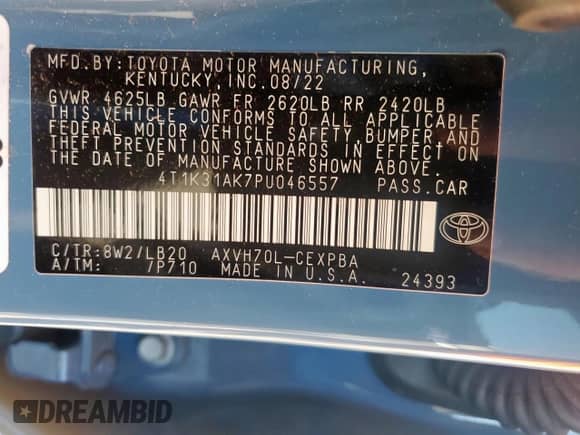 MFD.BY:TOYOTA MOTOR MANUFACTURING,
KENTUCKY,INC.08/22
GVWR 4625LB GAWR FR 2620LB RR 2420LB
THIS VEHICLE CONFORMS TO ALL APPLICABLE
FEDERAL MOTOR VEHICLE SAFETY, BUMPER, AND
THEFT PREVENTION STANDARDS IN EFFECT ON
THE DATE OF MANUFACTURE SHOWN ABOVE.
4T1K31AK7PU046557 PASS.CAR
C/TR:8W2/LB20 AXVH70L-CEXPBA
A/TM: /P710 MADE IN U.S.A. 24393
DREAMBID